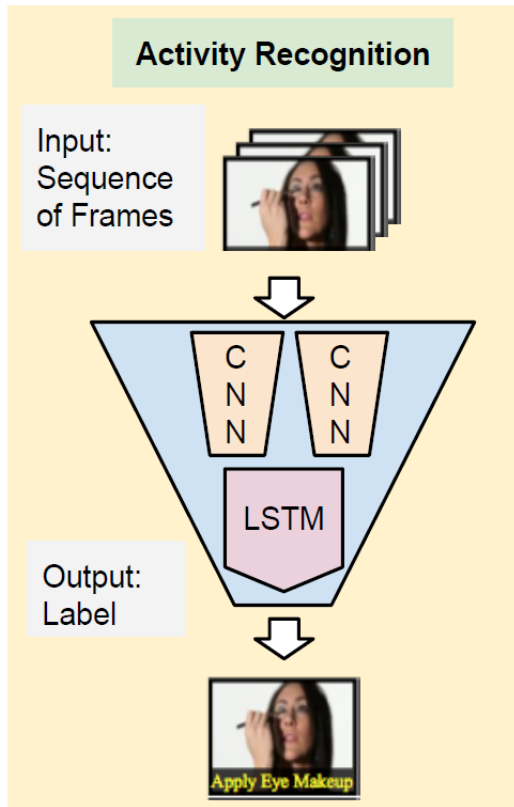 Activity Recognition
Input:
Sequence
of Frames
C
N
N
C
N
N
LSTM
Output:
Label
Apply Eye Makeup